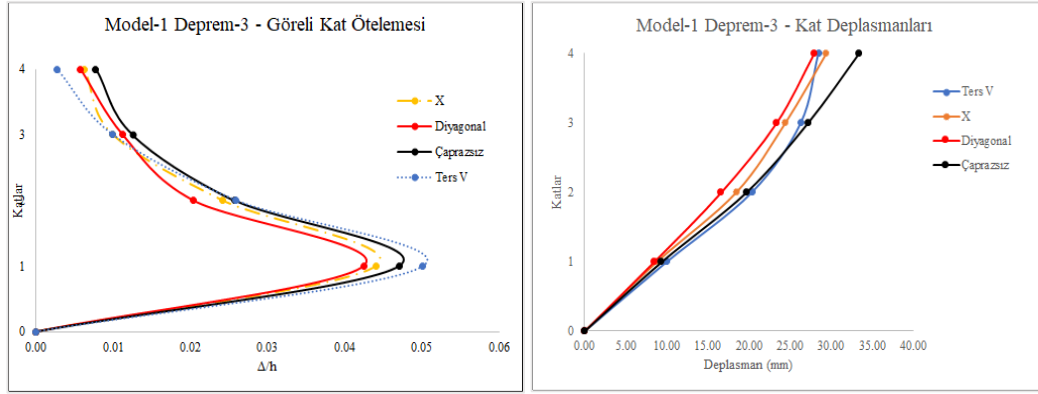 Model-1 Deprem-3 - Göreli Kat Ötelemesi
4
3
1
0
Katlar
0.00 0.01 0.02 0.03 0.04 0.05 0.06
Δ/h
X
Diyagonal
Çaprazsız
Ters V
Model-1 Deprem-3 - Kat Deplasmanları
4
3
2
1
0
Katlar
0.00 5.00 10.00 15.00 20.00 25.00 30.00 35.00 40.00
Deplasman (mm)
Ters V
X
Diyagonal
Çaprazsız